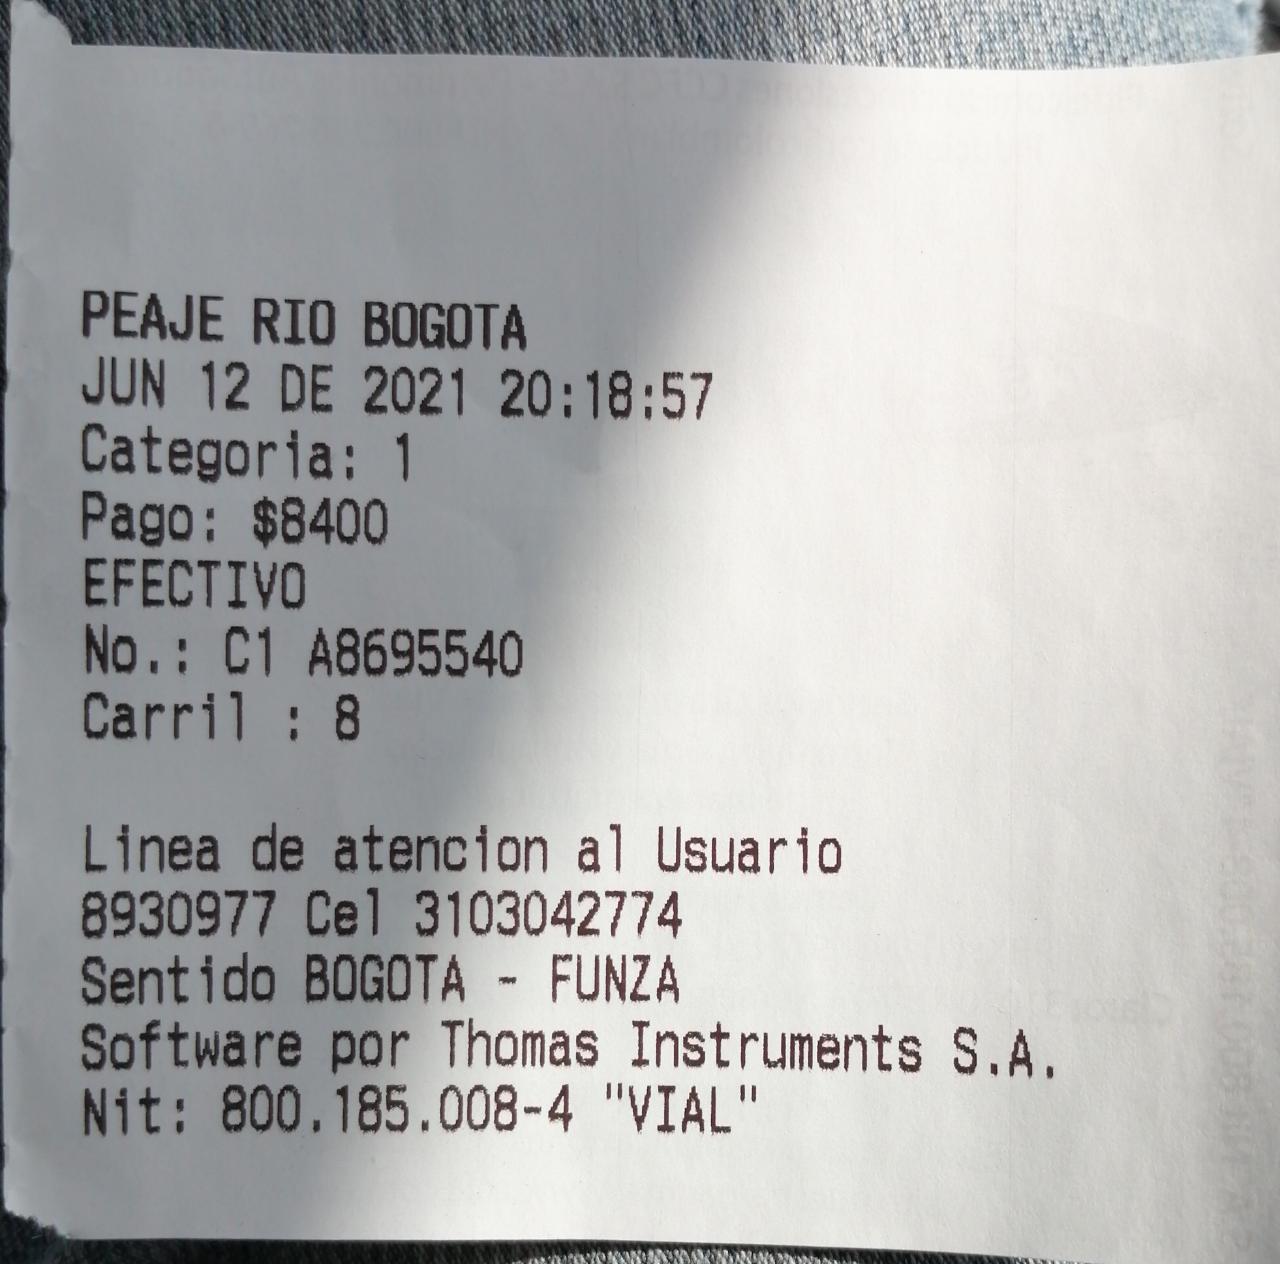 PEAJE RIO BOGOTA
JUN 12 DE 2021 20:18:57
Categoria: 1
Pago: $8400
EFECTIVO
No.: C1 A8695540
Carril : 8
Linea de atencion al Usuario
8930977 Cel 3103042774
Sentido BOGOTA - FUNZA
Software por Thomas Instruments S.A.
Nit: 800.185.008-4 "VIAL"